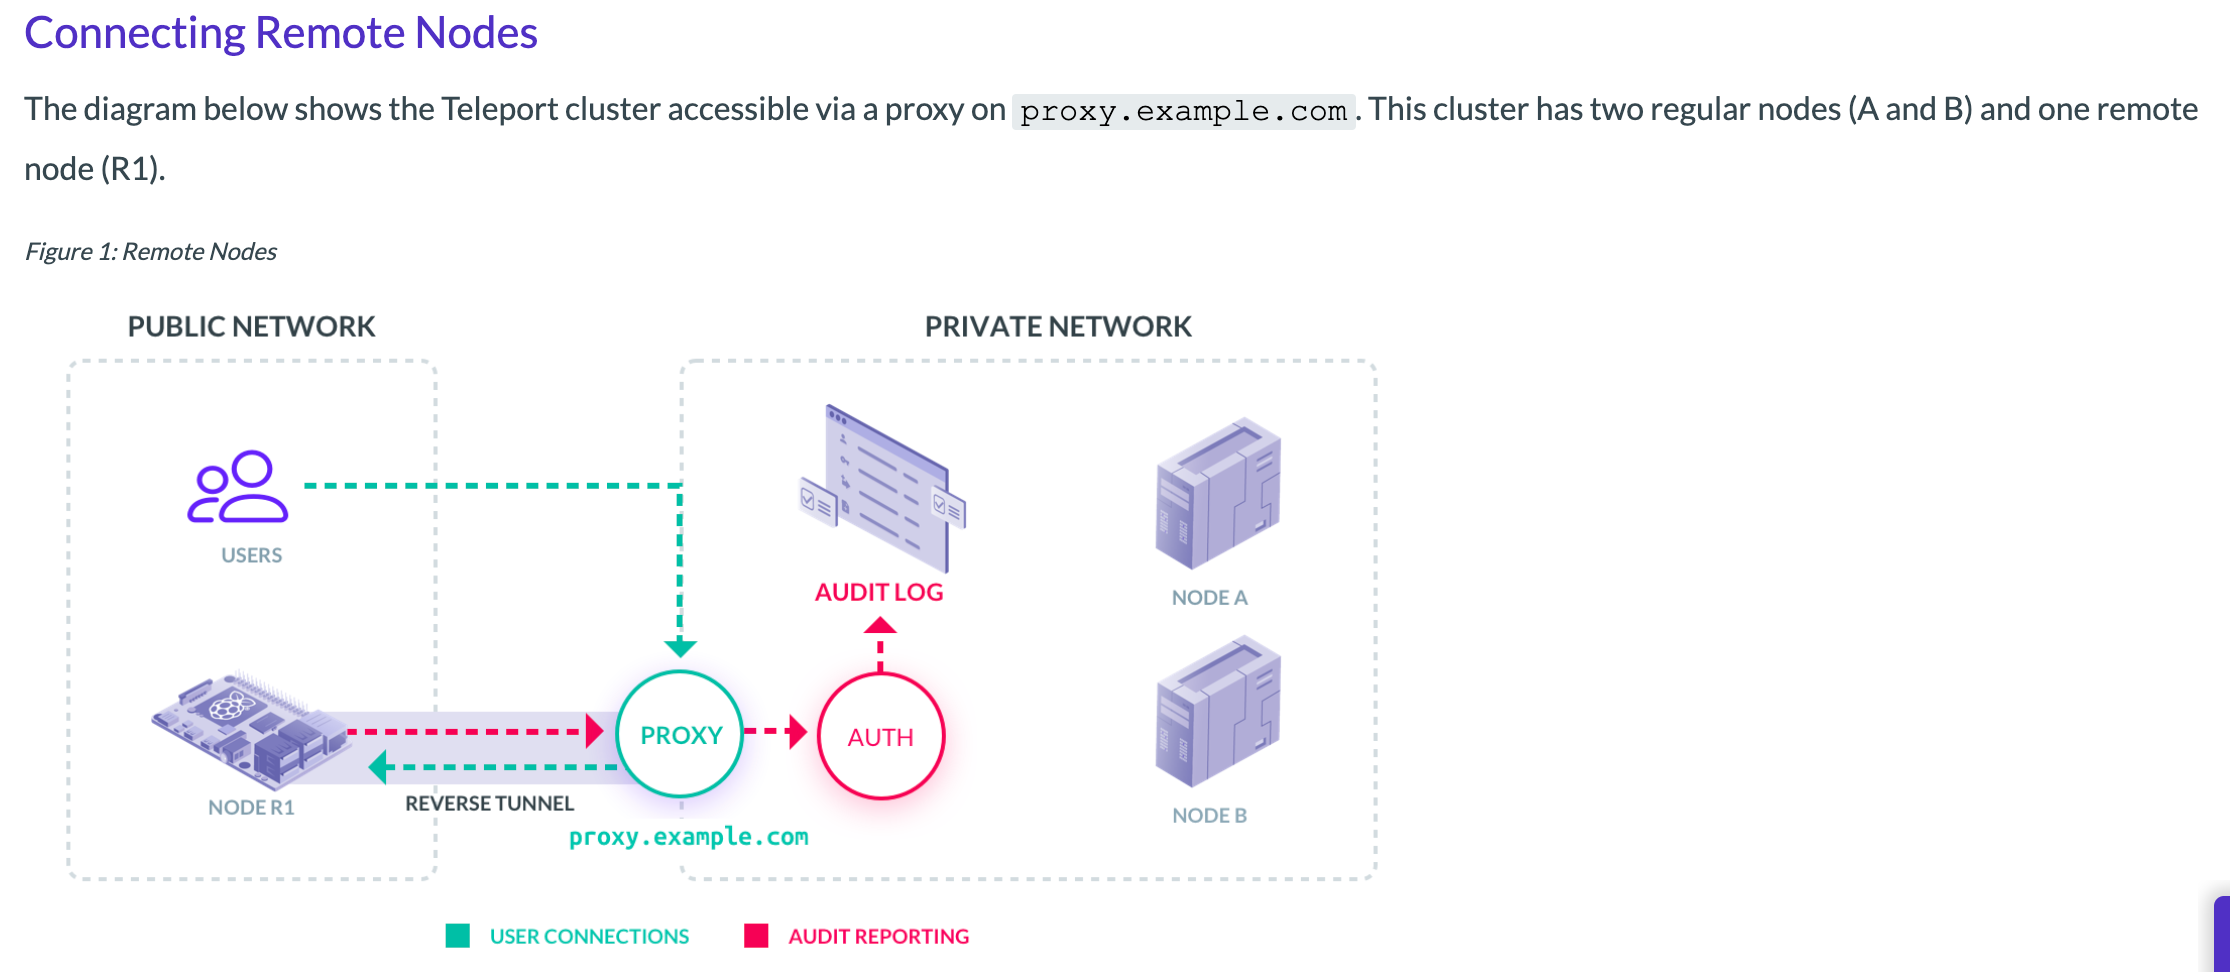 Connecting Remote Nodes
The diagram below shows the Teleport cluster accessible via a proxy on proxy.example.com. This cluster has two regular nodes (A and B) and one remote
node (R1).
Figure 1: Remote Nodes
PUBLIC NETWORK
PRIVATE NETWORK
USERS
AUDIT LOG
NODE A
PROXY
AUTH
NODE R1
REVERSE TUNNEL
NODE B
proxy.example.com
USER CONNECTIONS
AUDIT REPORTING